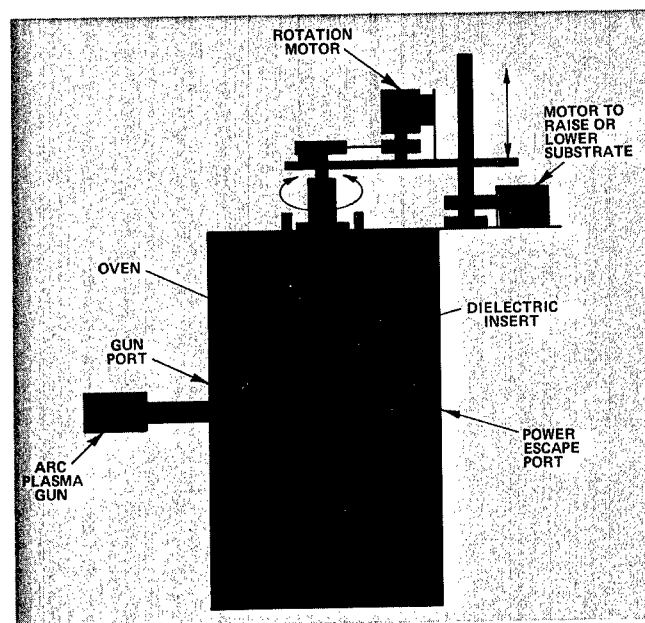 ROTATION
MOTOR
MOTOR TO
RAISE OR
LOWER
SUBSTRATE
OVEN
DIELECTRIC
INSERT
GUN
PORT
POWER
ESCAPE
PORT
ARC
PLASMA
GUN